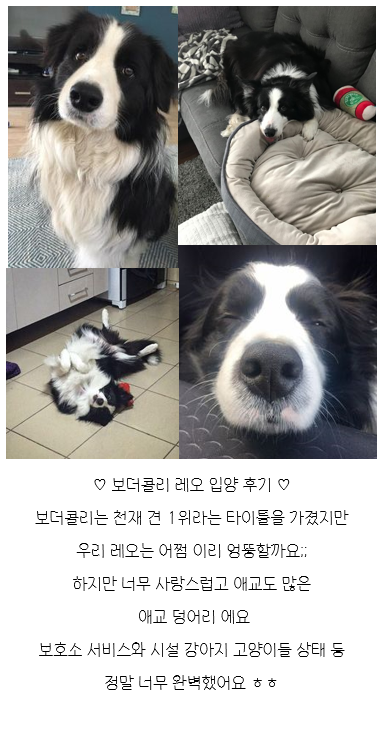 ♡ 보더콜리 레오 입양 후기 ♡
보더콜리는 천재 견 1위라는 타이틀을 가졌지만
우리 레오는 어쩜 이리 엉뚱할까요;;
하지만 너무 사랑스럽고 애교도 많은
애교 덩어리 에요
보호소 서비스와 시설 강아지 고양이들 상태 등
정말 너무 완벽했어요 ㅎㅎ